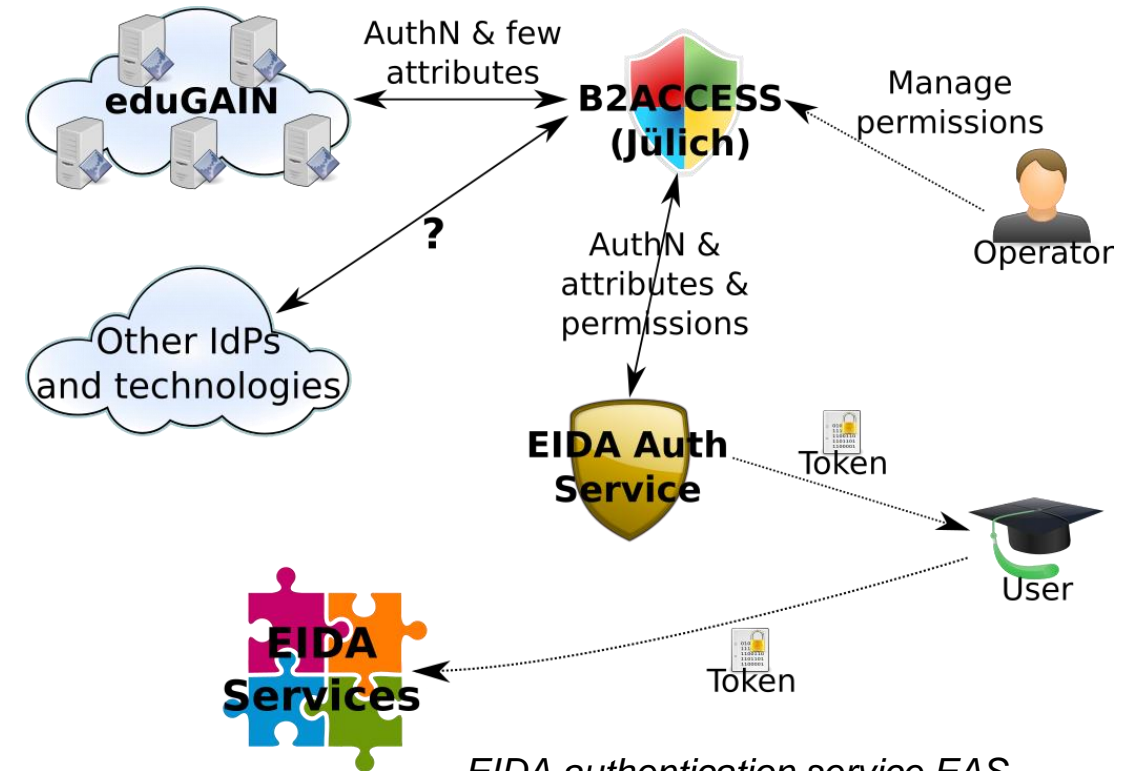 AuthN & few
attributes
eduGAIN
B2ACCESS
(Jülich)
Manage
permissions
Operator
?
AuthN &
attributes &
permissions
Other IdPs
and technologies
EIDA Auth
Service
Token
User
EIDA
Services
Token
EIDA authentication service EAS